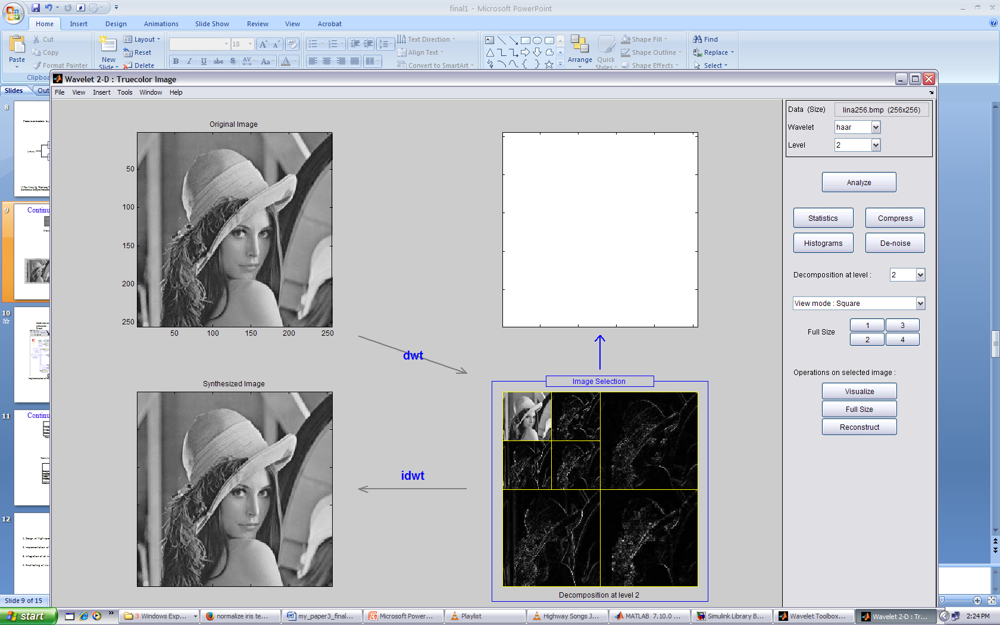 final1 - Microsoft PowerPoint
Home Insert Design Animations Slide Show Review View Acrobat
Paste
Cut
Copy
Format Painter
New
Slide
Layout
Reset
Delete
18
B I U abc S AV Aa A
Text Direction
Align Text
Convert to SmartArt
Arrange
Quick
Styles
Shape Fill
Shape Outline
Shape Effects
Find
Replace
Select
Clipboa
Slides Out
8
9
Continu
10
11
Continu
12
Slide 9 of 15
Wavelet 2-D : Truecolor Image
File View Insert Tools Window Help
Original Image
50
100
150
200
250
50 100 150 200 250
dwt
Synthesized Image
idwt
Image Selection
Decomposition at level 2
Data (Size) lina256.bmp (256x256)
Wavelet haar
Level 2
Analyze
Statistics Compress
Histograms De-noise
Decomposition at level : 2
View mode : Square
Full Size
1 3
2 4
Operations on selected image :
Visualize
Full Size
Reconstruct
start
3 Windows Exp...
normalize iris te...
my_paper3_final...
Microsoft Power...
Playlist
Highway Songs J...
MATLAB 7.10.0 ...
Simulink Library B...
Wavelet Toolbox...
Wavelet 2-D : Tr...
2:24 PM